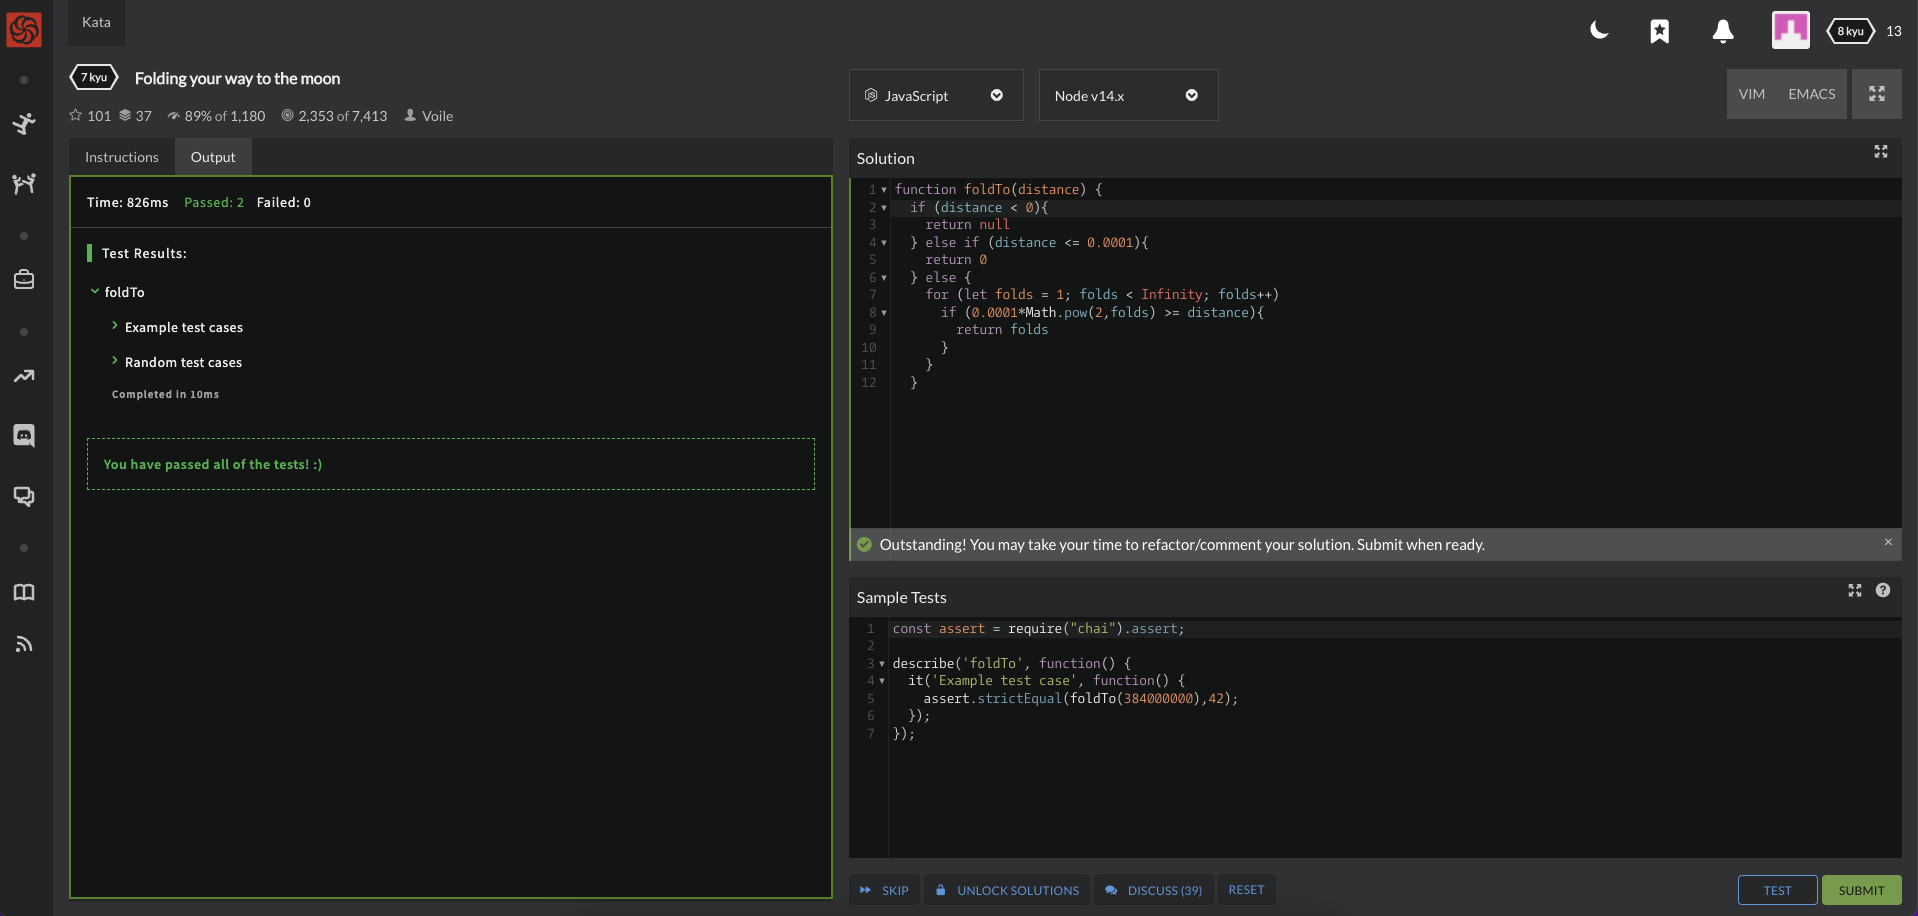 Kata
8 kyu 13
7 kyu Folding your way to the moon
101 37 89% of 1,180 2,353 of 7,413 Voile
JavaScript
Node v14.x
VIM EMACS
Instructions Output
Time: 826ms Passed: 2 Failed: 0
Test Results:
foldTo
Example test cases
Random test cases
Completed in 10ms
You have passed all of the tests! :)
Solution
1 function foldTo(distance) {
2   if (distance < 0){
3     return null
4   } else if (distance <= 0.0001){
5     return 0
6   } else {
7     for (let folds = 1; folds < Infinity; folds++)
8       if (0.0001*Math.pow(2,folds) >= distance){
9         return folds
10       }
11     }
12   }
Outstanding! You may take your time to refactor/comment your solution. Submit when ready. ×
Sample Tests
1 const assert = require("chai").assert;
2
3 describe('foldTo', function() {
4   it('Example test case', function() {
5     assert.strictEqual(foldTo(384000000),42);
6   });
7 });
SKIP UNLOCK SOLUTIONS DISCUSS (39) RESET TEST SUBMIT